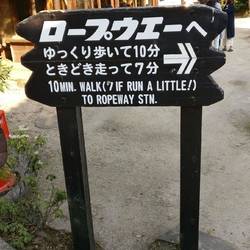 ロープウエーへ
ゆっくり歩いて10分
ときどき走って7分
10MIN. WALK(7 IF RUN A LITTLE!)
TO ROPEWAY STN.